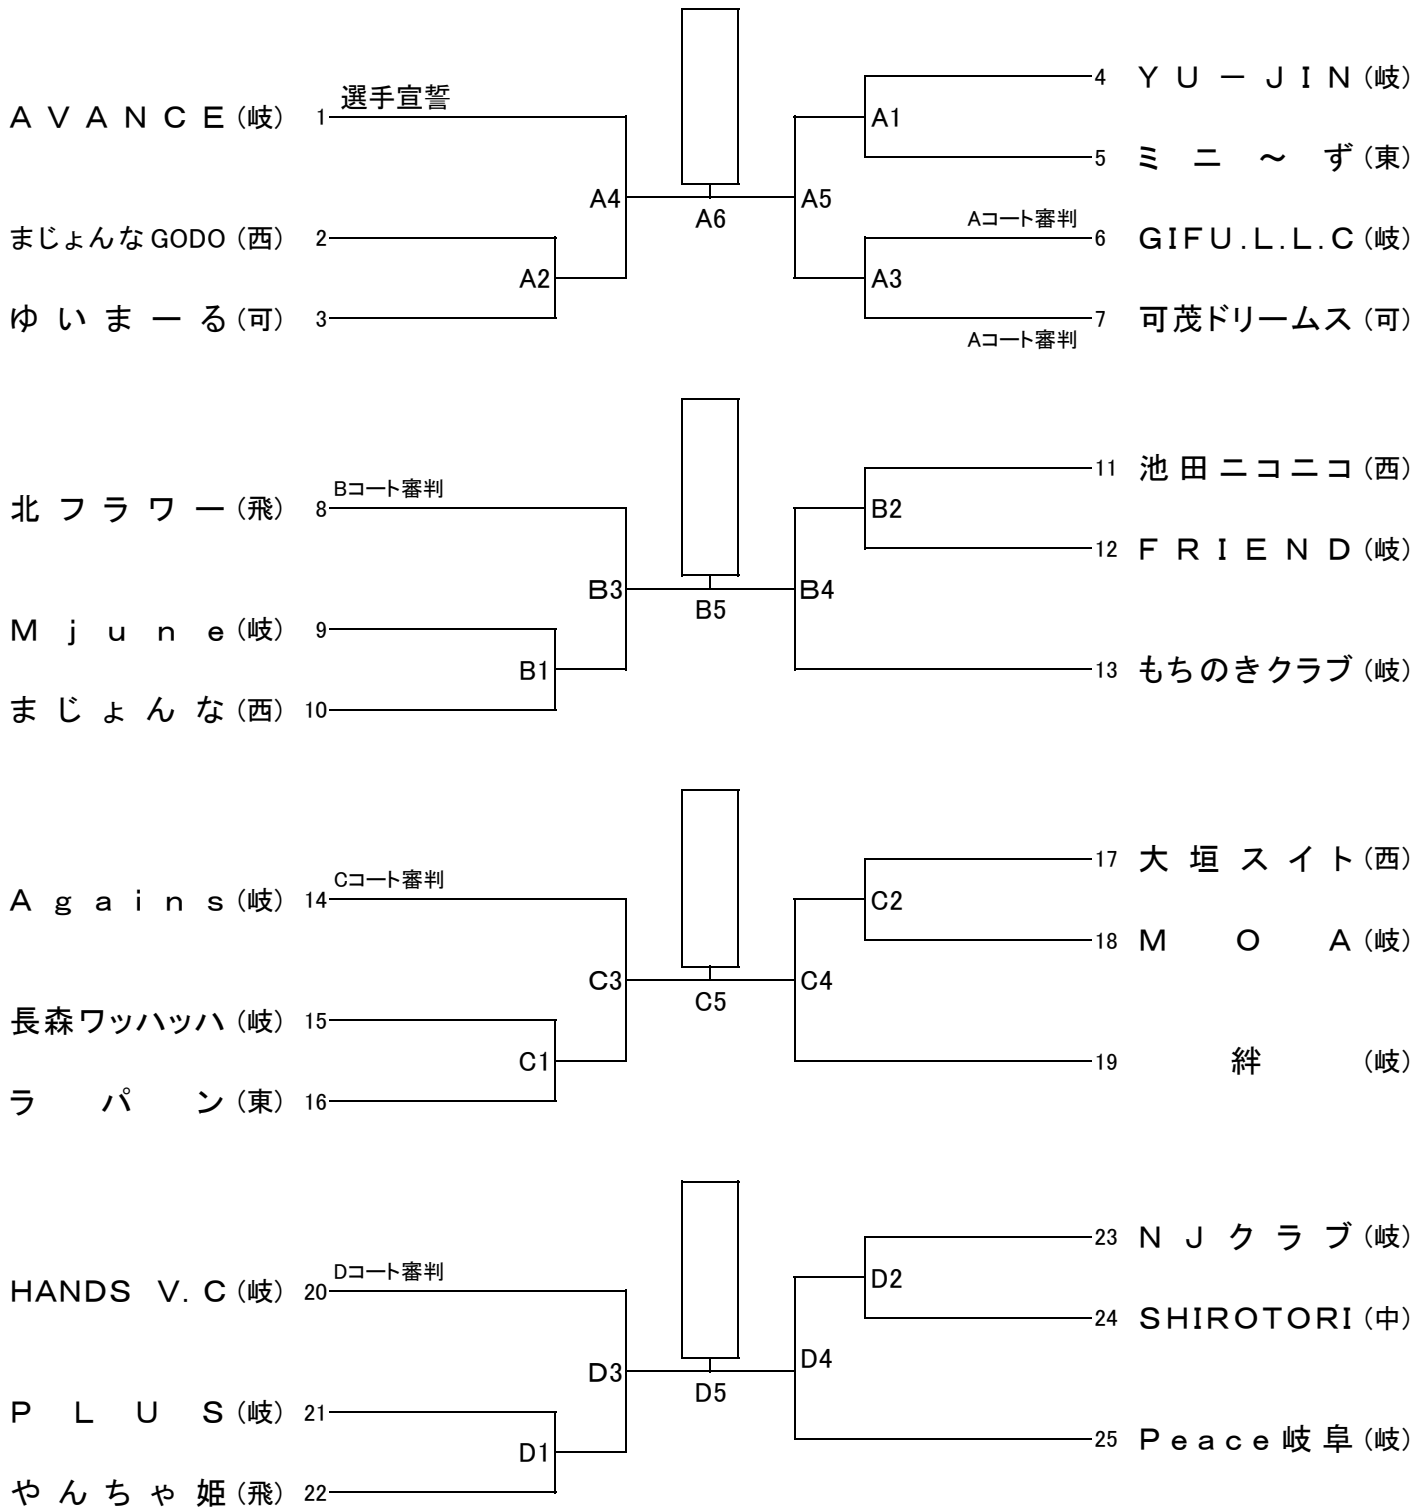 選手宣誓
AVANCE(岐) 1
A4
A6
まじょんなGODO(西) 2
A2
ゆいまーる(可) 3
4 YU-JIN(岐)
A1
5 ミニ～ず(東)
A5
Aコート審判
6 GIFU.L.L.C(岐)
A3
7 可茂ドリームス(可)
Aコート審判
Bコート審判
北フラワー(飛) 8
B3
B5
Mjune(岐) 9
B1
まじょんな(西) 10
11 池田ニコニコ(西)
B2
12 FRIEND(岐)
B4
13 もちのきクラブ(岐)
Cコート審判
Agains(岐) 14
C3
C5
長森ワッハッハ(岐) 15
C1
ラパン(東) 16
17 大垣スイト(西)
C2
18 MOA(岐)
C4
19 絆(岐)
Dコート審判
HANDS V.C(岐) 20
D3
D5
PLUS(岐) 21
D1
やんちゃ姫(飛) 22
23 NJクラブ(岐)
D2
24 SHIROTORI(中)
D4
25 Peace岐阜(岐)